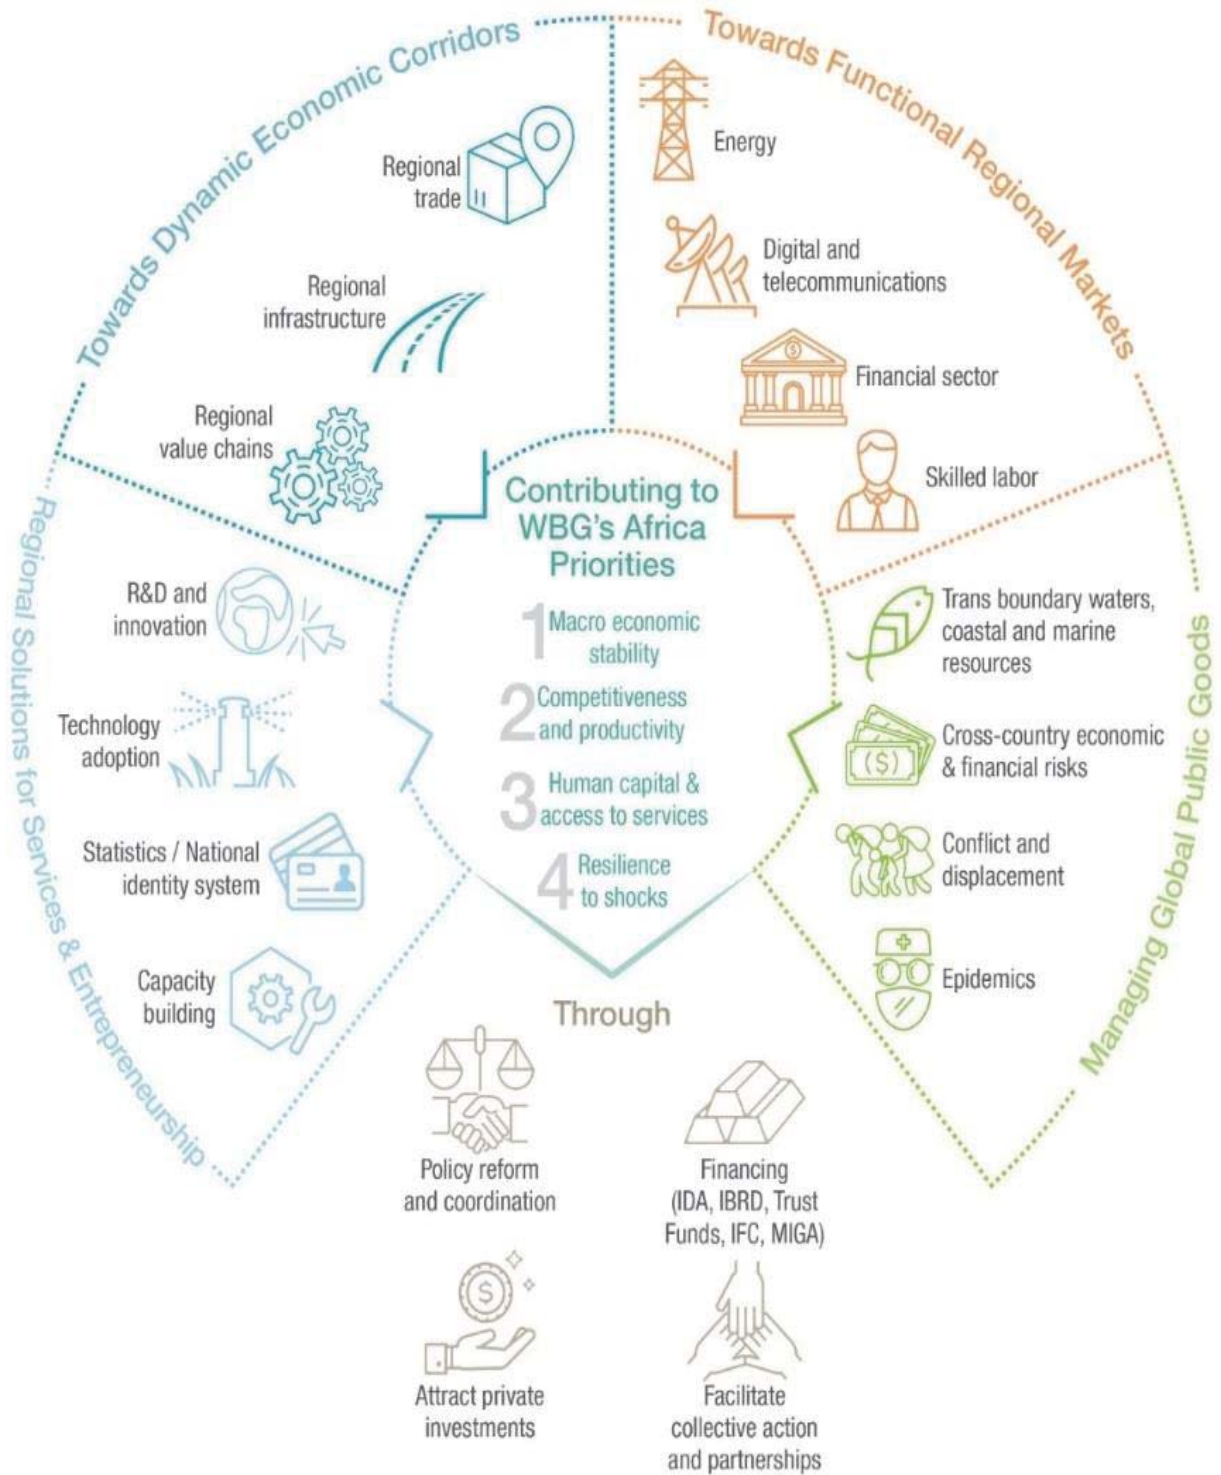 Towards Dynamic Economic Corridors
Regional
trade
Regional
infrastructure
Regional
value chains
Towards Functional Regional Markets
Energy
Digital and
telecommunications
$
Financial sector
Skilled labor
Contributing to
WBG's Africa
Priorities
1 Macro economic
stability
2 Competitiveness
and productivity
3 Human capital &
access to services
4 Resilience
to shocks
Regional Solutions for Services & Entrepreneurship
R&D and
innovation
Technology
adoption
Statistics / National
identity system
Capacity
building
Managing Global Public Goods
Trans boundary waters,
coastal and marine
resources
Cross-country economic
& financial risks
($)
Conflict and
displacement
Epidemics
Through
Policy reform
and coordination
Financing
(IDA, IBRD, Trust
Funds, IFC, MIGA)
$
Attract private
investments
Facilitate
collective action
and partnerships